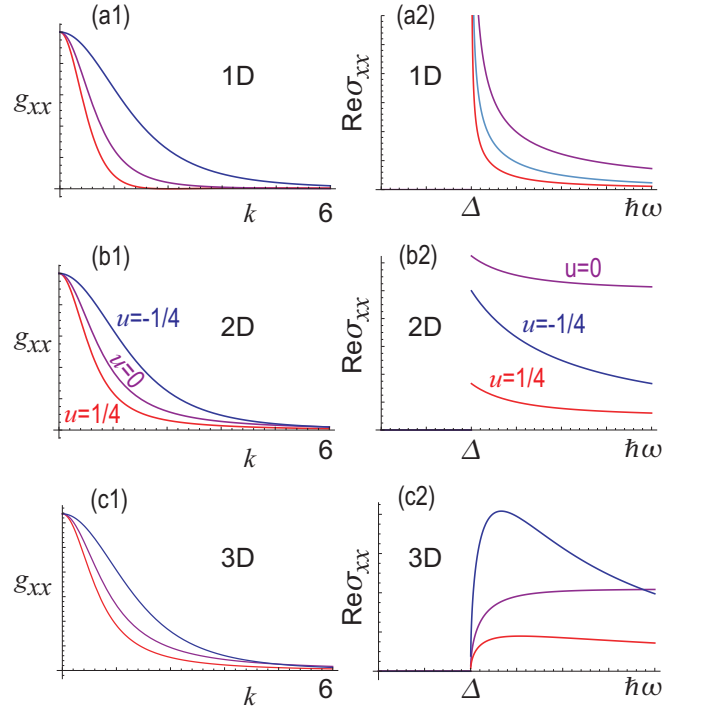 (a1)
1D
g_xx
k
6
(a2)
1D
Reσ_xx
Δ
ħω
(b1)
u=-1/4
2D
u=0
u=1/4
g_xx
k
6
(b2)
u=0
2D
u=-1/4
u=1/4
Reσ_xx
Δ
ħω
(c1)
3D
g_xx
k
6
(c2)
3D
Reσ_xx
Δ
ħω